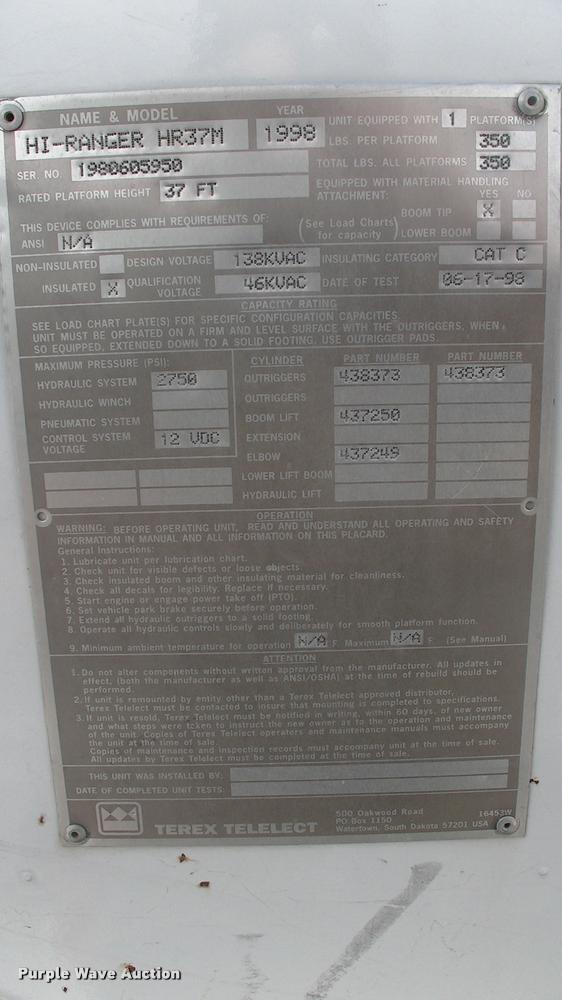 NAME & MODEL
HI-RANGER HR37M
YEAR
1998
UNIT EQUIPPED WITH 1 PLATFORM(S)
LBS. PER PLATFORM 350
SER. NO 1980605950
TOTAL LBS. ALL PLATFORMS 350
RATED PLATFORM HEIGHT 37 FT
EQUIPPED WITH MATERIAL HANDLING
ATTACHMENT: YES NO
BOOM TIP X
THIS DEVICE COMPLIES WITH REQUIREMENTS OF:
(See Load Charts for capacity)
LOWER BOOM
ANSI N/A
NON-INSULATED
DESIGN VOLTAGE 138KVAC
INSULATING CATEGORY CAT C
INSULATED X
QUALIFICATION VOLTAGE 46KVAC
DATE OF TEST 06-17-98
CAPACITY RATING
SEE LOAD CHART PLATE(S) FOR SPECIFIC CONFIGURATION CAPACITIES.
UNIT MUST BE OPERATED ON A FIRM AND LEVEL SURFACE WITH THE OUTRIGGERS, WHEN
SO EQUIPPED, EXTENDED DOWN TO A SOLID FOOTING. USE OUTRIGGER PADS.
MAXIMUM PRESSURE (PSI):
HYDRAULIC SYSTEM 2750
HYDRAULIC WINCH
PNEUMATIC SYSTEM
CONTROL SYSTEM VOLTAGE 12 VDC
CYLINDER PART NUMBER PART NUMBER
OUTRIGGERS 438373 438373
OUTRIGGERS
BOOM LIFT 437250
EXTENSION
ELBOW 437249
LOWER LIFT BOOM
HYDRAULIC LIFT
OPERATION
WARNING: BEFORE OPERATING UNIT, READ AND UNDERSTAND ALL OPERATING AND SAFETY
INFORMATION IN MANUAL AND ALL INFORMATION ON THIS PLACARD.
General Instructions:
1. Lubricate unit per lubrication chart.
2. Check unit for visible defects or loose objects
3. Check insulated boom and other insulating material for cleanliness.
4. Check all decals for legibility. Replace if necessary.
5. Start engine or engage power take off (PTO).
6. Set vehicle park brake securely before operation.
7. Extend all hydraulic outriggers to a solid footing.
8. Operate all hydraulic controls slowly and deliberately for smooth platform function.
9. Minimum ambient temperature for operation N/A F Maximum N/A F (See Manual)
ATTENTION
1. Do not alter components without written approval from the manufacturer. All updates in
effect, (both the manufacturer as well as ANSI/OSHA) at the time of rebuild should be
performed.
2. If unit is remounted by entity other than a Terex Telelect approved distributor,
Terex Telelect must be contacted to insure that mounting is completed to specifications.
3. If unit is resold, Terex Telelect must be notified in writing, within 60 days, of new owner
and what steps were taken to instruct the new owner as to the operation and maintenance
of the unit. Copies of Terex Telelect operators and maintenance manuals must accompany
the unit at time of sale.
Copies of maintenance and inspection records must accompany unit at the time of sale.
All updates by Terex Telelect must be completed at the time of sale.
THIS UNIT WAS INSTALLED BY:
DATE OF COMPLETED UNIT TESTS:
TEREX TELELECT
500 Oakwood Road
PO Box 1150
Watertown, South Dakota 57201 USA
16453W
Purple Wave Auction